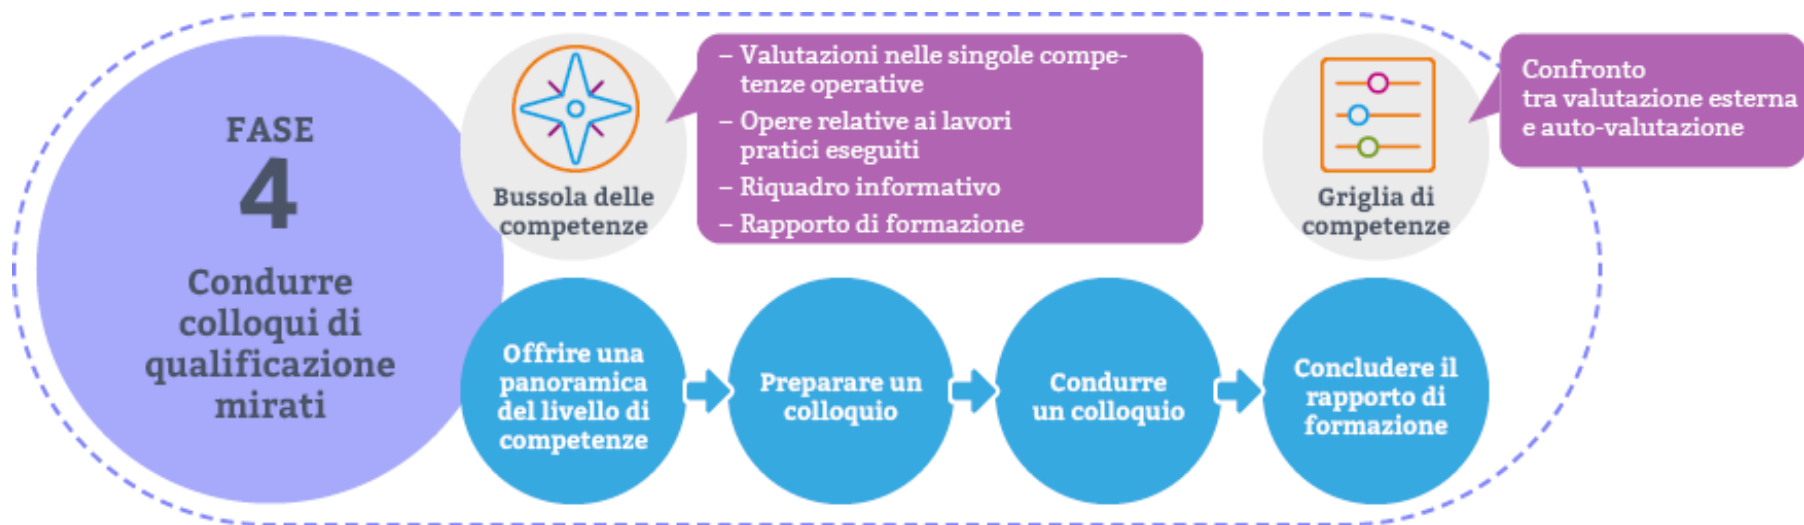 FASE
4
Condurre
colloqui di
qualificazione
mirati
Bussola delle
competenze
– Valutazioni nelle singole compe-
tenze operative
– Opere relative ai lavori
pratici eseguiti
– Riquadro informativo
– Rapporto di formazione
Griglia di
competenze
Confronto
tra valutazione esterna
e auto-valutazione
Offrire una
panoramica
del livello di
competenze
Preparare un
colloquio
Condurre
un colloquio
Concludere il
rapporto di
formazione